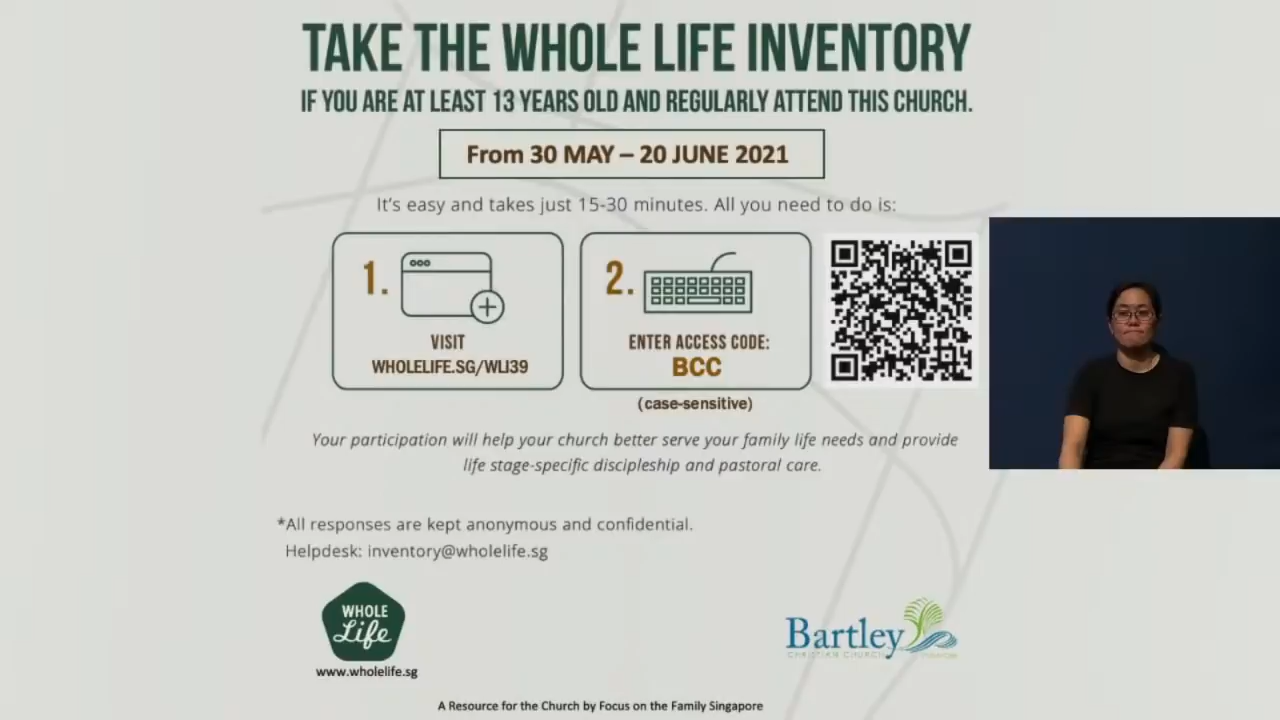 TAKE THE WHOLE LIFE INVENTORY
IF YOU ARE AT LEAST 13 YEARS OLD AND REGULARLY ATTEND THIS CHURCH.
From 30 MAY – 20 JUNE 2021
It's easy and takes just 15-30 minutes. All you need to do is:
1.
VISIT
WHOLELIFE.SG/WLI39
2.
ENTER ACCESS CODE:
BCC
(case-sensitive)
Your participation will help your church better serve your family life needs and provide
life stage-specific discipleship and pastoral care.
*All responses are kept anonymous and confidential.
Helpdesk: inventory@wholelife.sg
WHOLE
Life
www.wholelife.sg
Bartley
CHRISTIAN CHURCH
A Resource for the Church by Focus on the Family Singapore